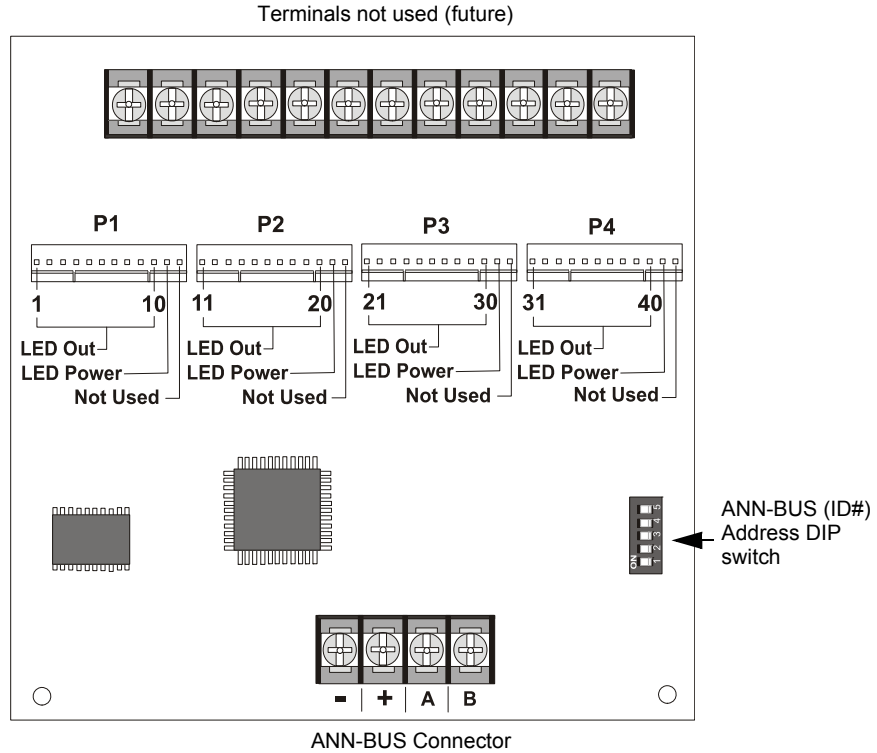 Terminals not used (future)
P1 P2 P3 P4
1 10 11 20 21 30 31 40
LED Out LED Out LED Out LED Out
LED Power LED Power LED Power LED Power
Not Used Not Used Not Used Not Used
ANN-BUS (ID#)
Address DIP
switch
ON 1 2 3 4 5
- + A B
ANN-BUS Connector